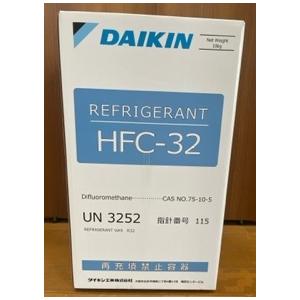 DAIKIN
Net Weight
10kg
REFRIGERANT
HFC-32
Difluoromethane CAS NO.75-10-5
UN 3252 指針番号 115
REFRIGERANT GAS R32
再充填禁止容器
ダイキン工業株式会社